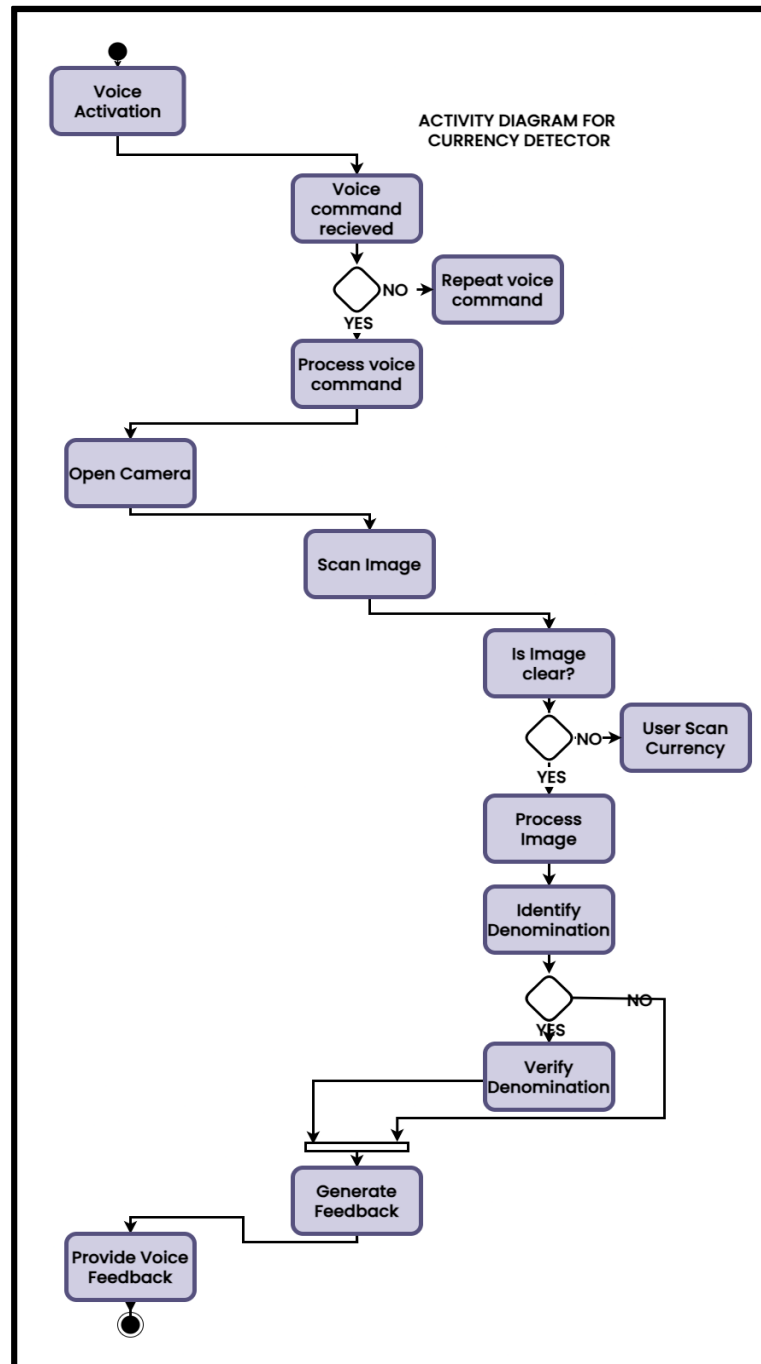 Voice
Activation
ACTIVITY DIAGRAM FOR
CURRENCY DETECTOR
Voice
command
recieved
NO
Repeat voice
command
YES
Process voice
command
Open Camera
Scan Image
Is Image
clear?
NO
User Scan
Currency
YES
Process
Image
Identify
Denomination
NO
YES
Verify
Denomination
Generate
Feedback
Provide Voice
Feedback